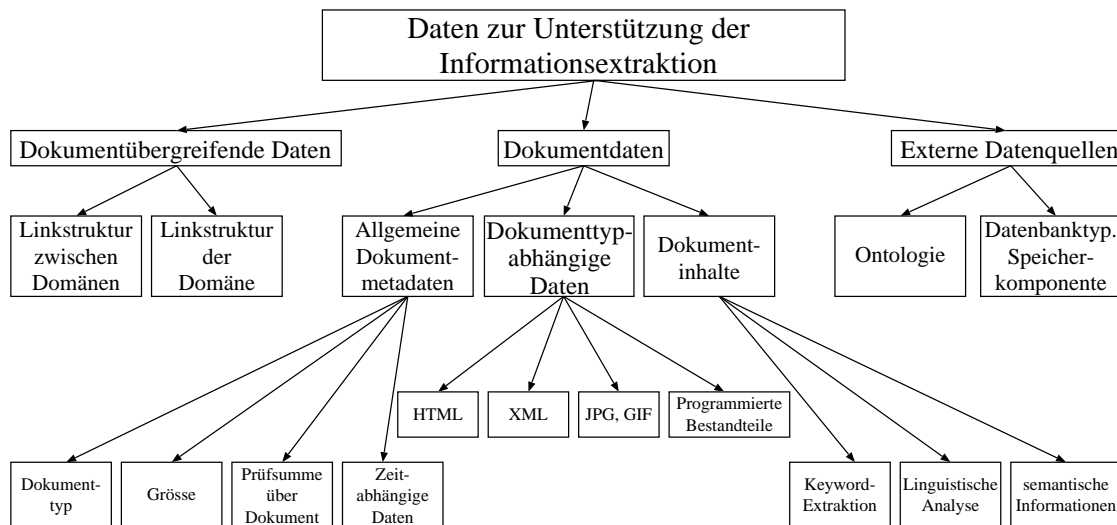 Daten zur Unterstützung der
Informationsextraktion
Dokumentübergreifende Daten
Dokumentdaten
Externe Datenquellen
Linkstruktur
zwischen
Domänen
Linkstruktur
der
Domäne
Allgemeine
Dokument-
metadaten
Dokumenttyp-
abhängige
Daten
Dokument-
inhalte
Ontologie
Datenbanktyp.
Speicher-
komponente
HTML
XML
JPG, GIF
Programmierte
Bestandteile
Dokument-
typ
Grösse
Prüfsumme
über
Dokument
Zeit-
abhängige
Daten
Keyword-
Extraktion
Linguistische
Analyse
semantische
Informationen